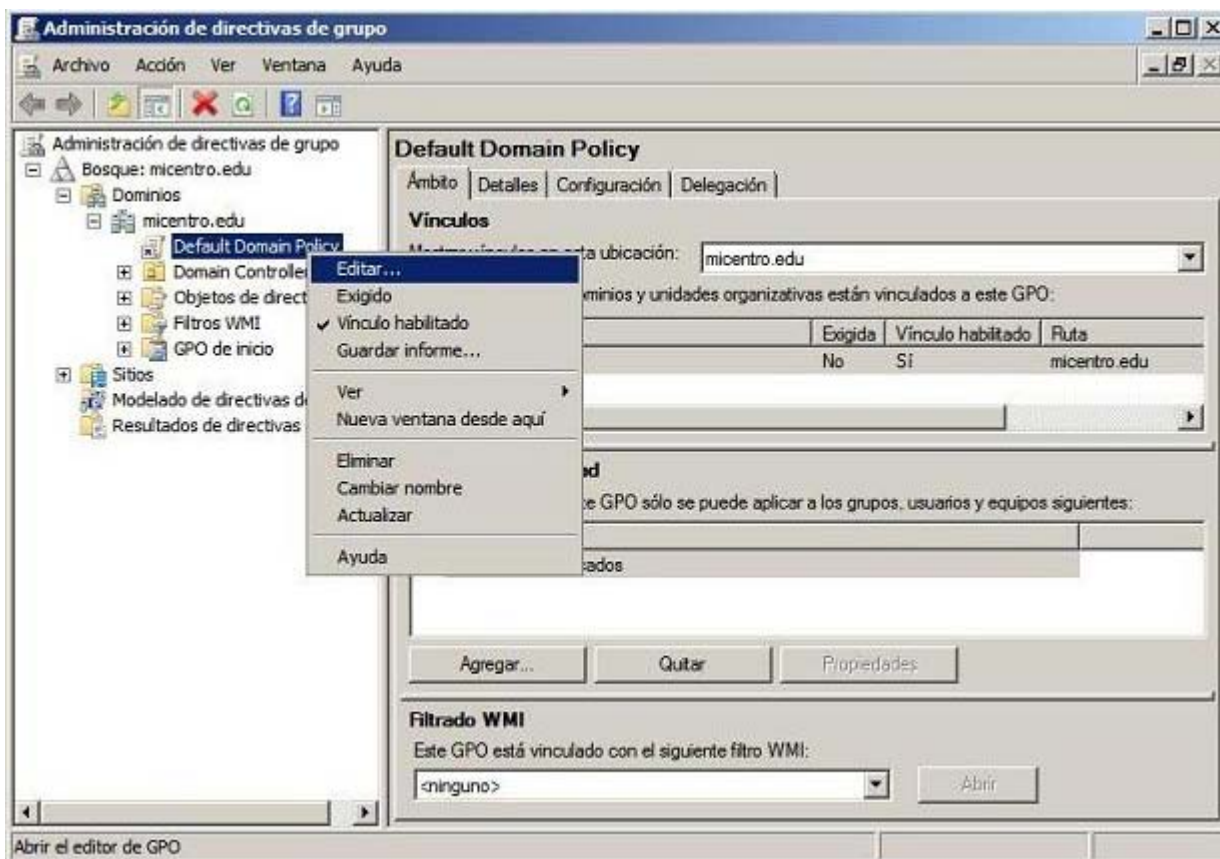 Administración de directivas de grupo
Archivo Acción Ver Ventana Ayuda
Administración de directivas de grupo
Bosque: micentro.edu
Dominios
micentro.edu
Default Domain Policy
Domain Controlle
Objetos de direct
Filtros WMI
GPO de inicio
Sitios
Modelado de directivas d
Resultados de directivas
Editar...
Exigido
Vínculo habilitado
Guardar informe...
Ver
Nueva ventana desde aquí
Eliminar
Cambiar nombre
Actualizar
Ayuda
Default Domain Policy
Ámbito Detalles Configuración Delegación
Vínculos
ta ubicación: micentro.edu
ominios y unidades organizativas están vinculados a este GPO:
Exigida Vínculo habilitado Ruta
No Sí micentro.edu
e GPO sólo se puede aplicar a los grupos, usuarios y equipos siguientes:
ados
Agregar... Quitar Propiedades
Filtrado WMI
Este GPO está vinculado con el siguiente filtro WMI:
<ninguno> Abrir
Abrir el editor de GPO